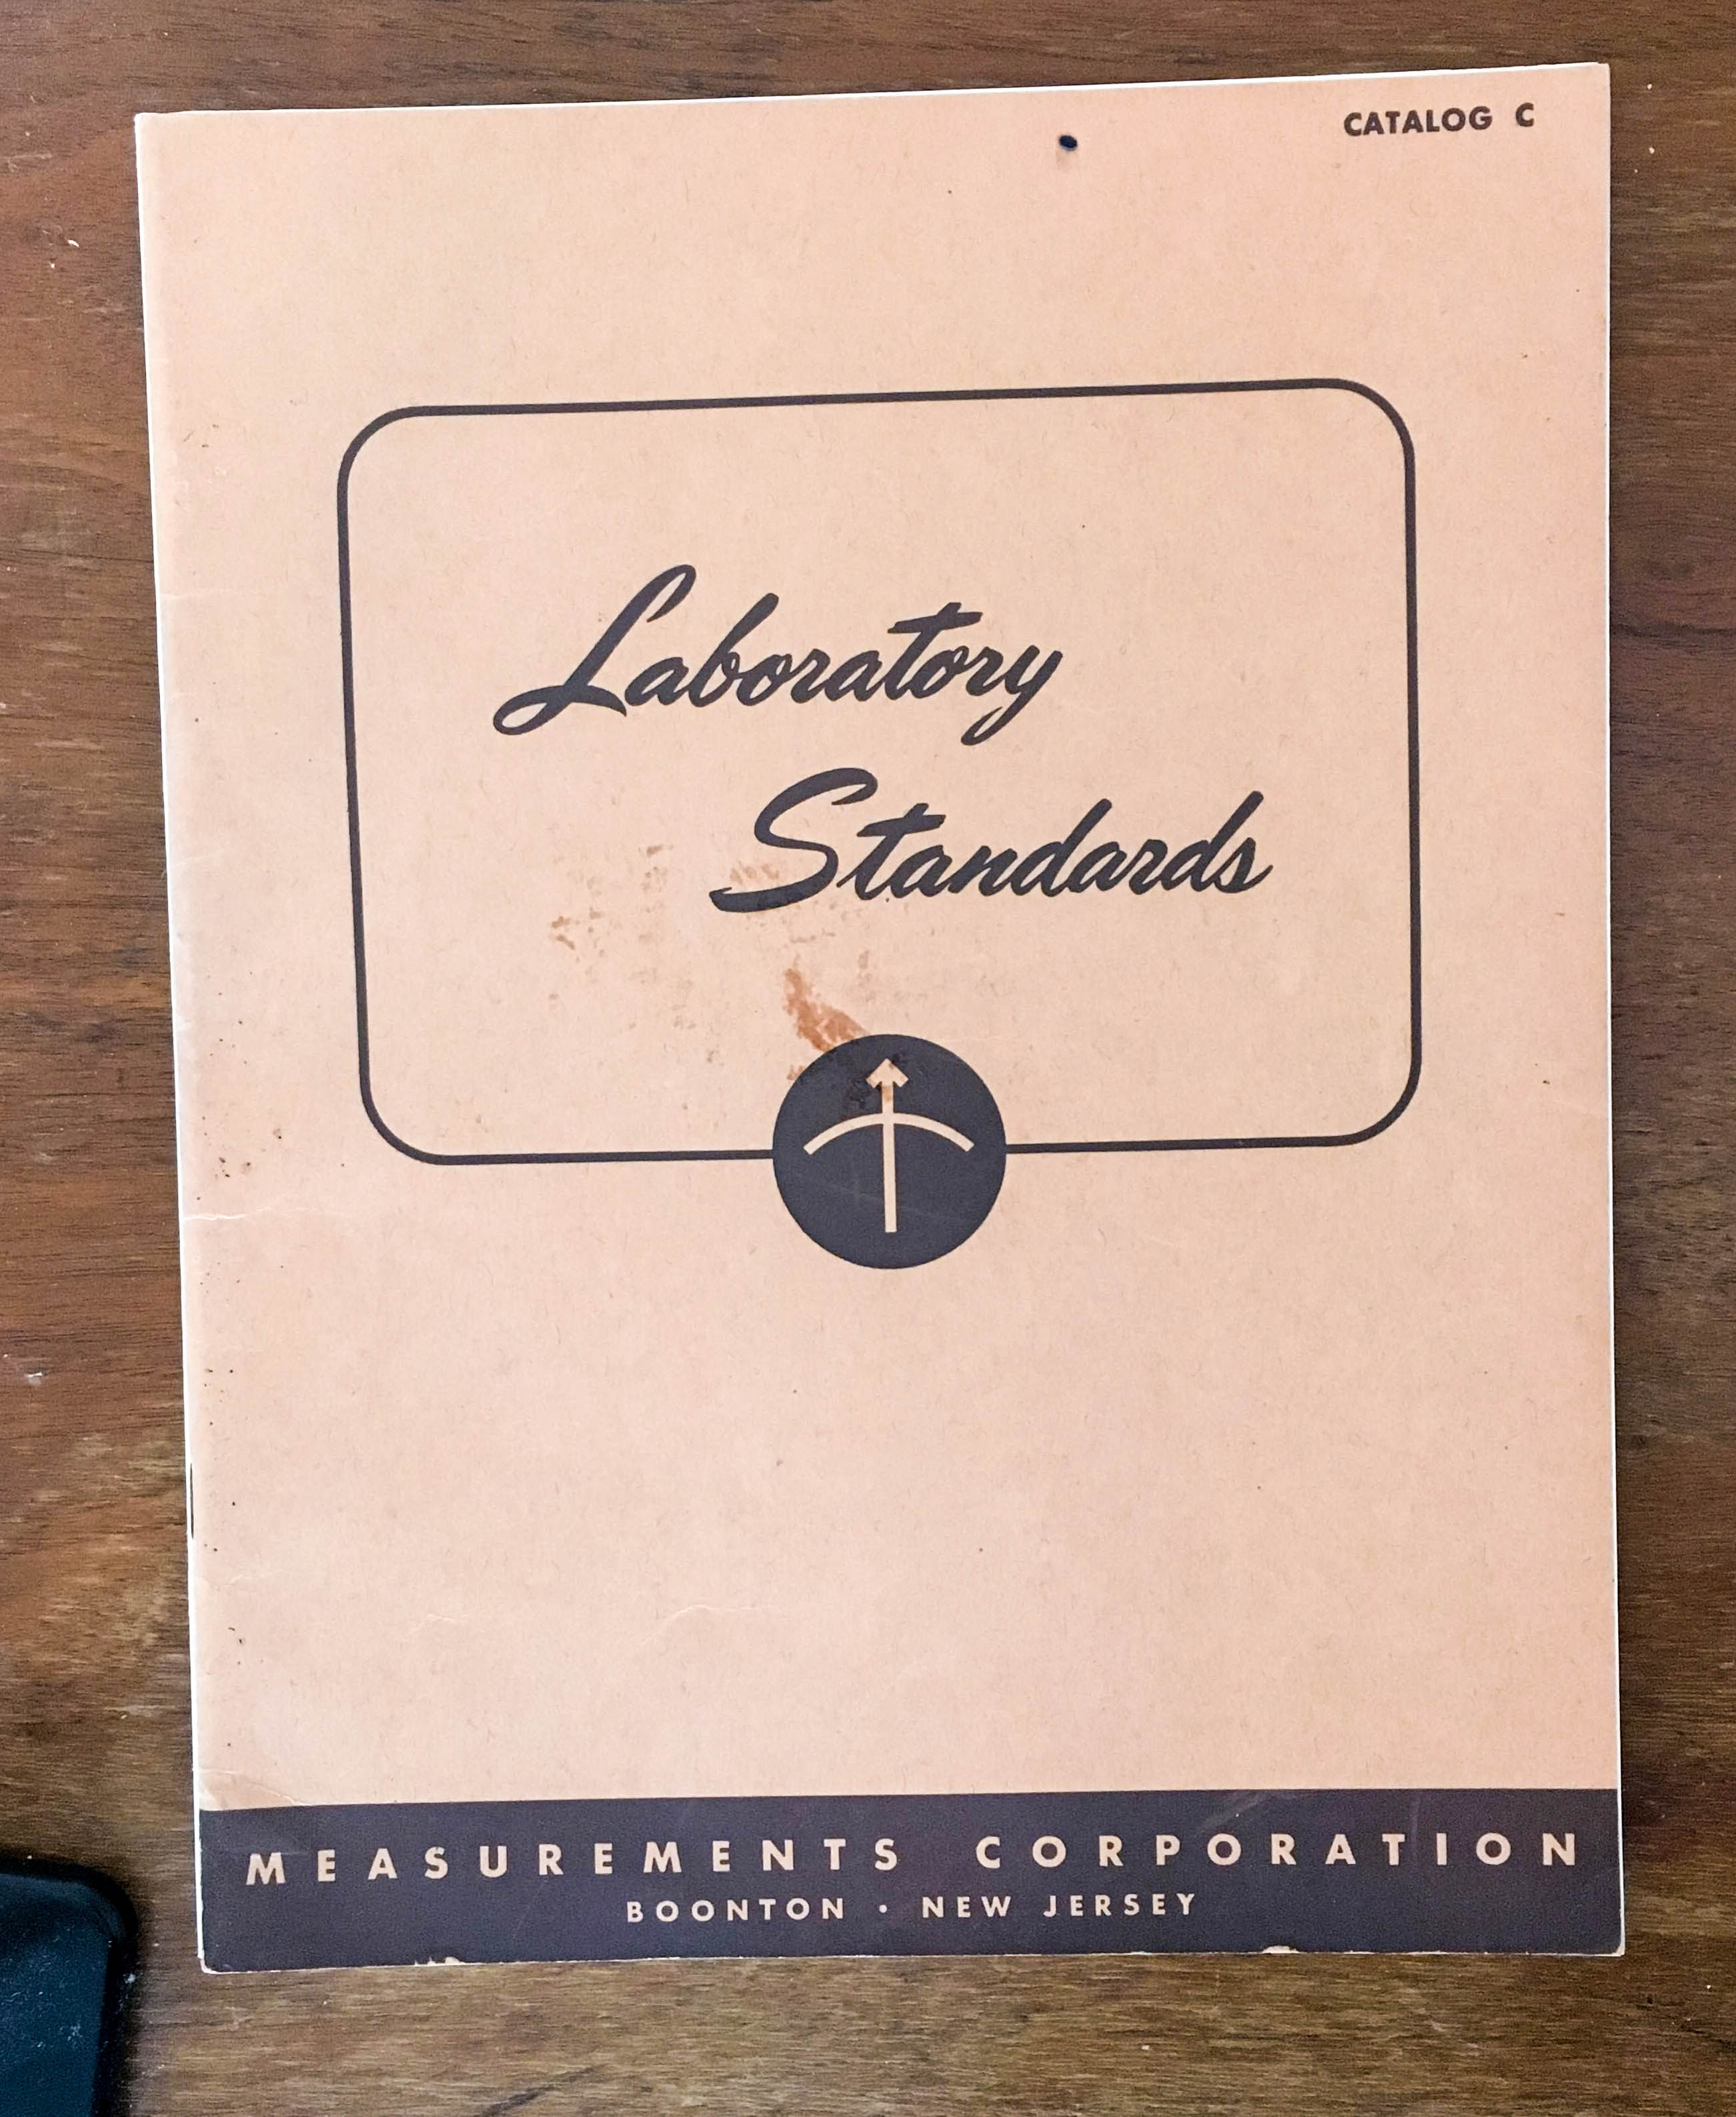 CATALOG C
Laboratory
Standards
MEASUREMENTS CORPORATION
BOONTON · NEW JERSEY